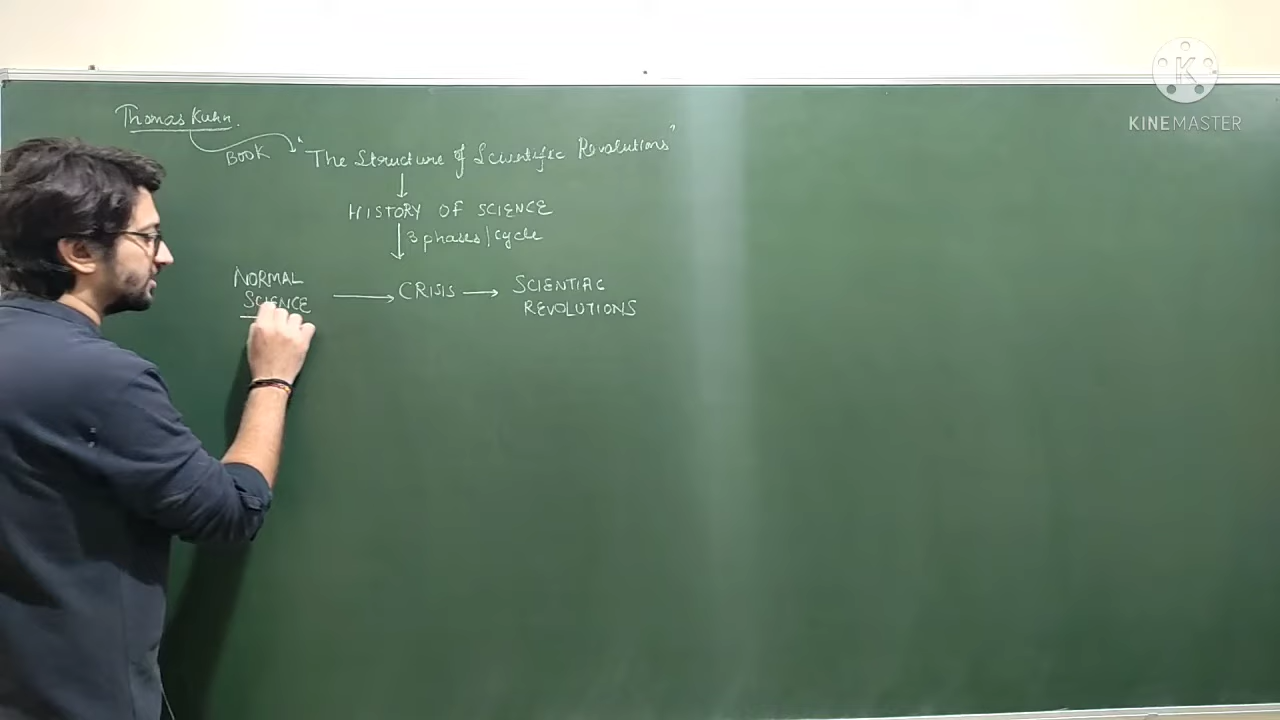 Thomas Kuhn.
BOOK
"The Structure of Scientific Revolutions"
HISTORY OF SCIENCE
3 phases/cycle
NORMAL
SCIENCE
CRISIS
SCIENTIFIC
REVOLUTIONS
K
KINEMASTER